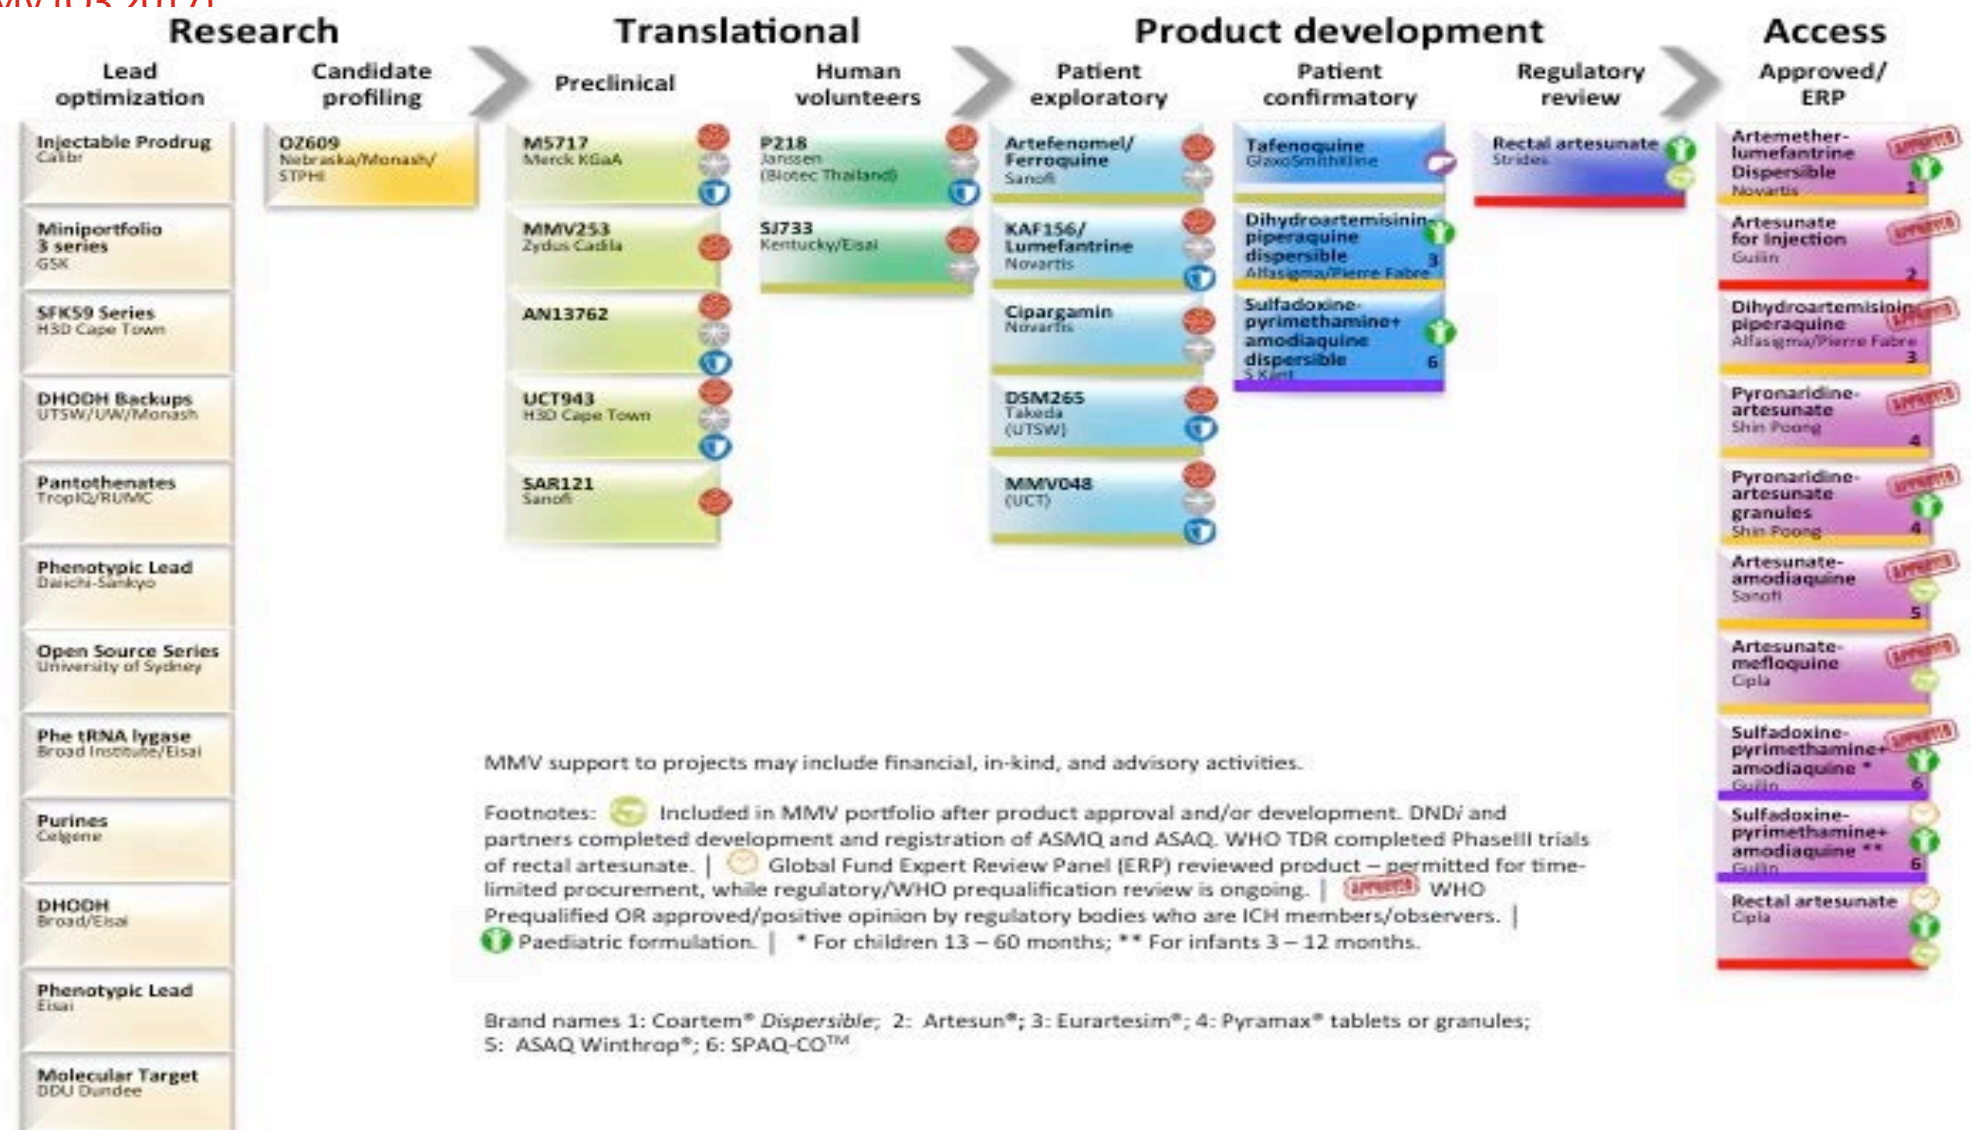 Research
Translational
Product development
Access
Lead
optimization
Candidate
profiling
Preclinical
Human
volunteers
Patient
exploratory
Patient
confirmatory
Regulatory
review
Approved/
ERP
Injectable Prodrug
Calibr
Miniportfolio
3 series
GSK
SFK59 Series
H3D Cape Town
DHODH Backups
UTSW/UW/Monash
Pantothenates
TropIQ/RUMC
Phenotypic Lead
Daiichi-Sankyo
Open Source Series
University of Sydney
Phe tRNA lygase
Broad Institute/Eisai
Purines
Celgene
DHODH
Broad/Eisai
Phenotypic Lead
Eisai
Molecular Target
DDU Dundee
OZ609
Nebraska/Monash/
STPHI
M5717
Merck KGaA
MMV253
Zydus Cadila
AN13762
UCT943
H3D Cape Town
SAR121
Sanofi
P218
Janssen
(Biotec Thailand)
SJ733
Kentucky/Eisai
Artefenomel/
Ferroquine
Sanofi
KAF156/
Lumefantrine
Novartis
Cipargamin
Novartis
DSM265
Takeda
(UTSW)
MMV048
(UCT)
Tafenoquine
GlaxoSmithKline
Dihydroartemisinin-
piperaquine
dispersible 3
Alfasigma/Pierre Fabre
Sulfadoxine-
pyrimethamine+
amodiaquine
dispersible 6
S Kant
Rectal artesunate
Strides
Artemether-
lumefantrine APPROVED
Dispersible 1
Novartis
Artesunate APPROVED
for Injection
Guilin 2
Dihydroartemisinin- APPROVED
piperaquine
Alfasigma/Pierre Fabre
3
Pyronaridine- APPROVED
artesunate
Shin Poong 4
Pyronaridine- APPROVED
artesunate
granules
Shin Poong 4
Artesunate- APPROVED
amodiaquine
Sanofi 5
Artesunate- APPROVED
mefloquine
Cipla
Sulfadoxine- APPROVED
pyrimethamine+
amodiaquine *
Guilin 6
Sulfadoxine-
pyrimethamine+
amodiaquine **
Guilin 6
Rectal artesunate
Cipla
MMV support to projects may include financial, in-kind, and advisory activities.
Footnotes: Included in MMV portfolio after product approval and/or development. DNDi and
partners completed development and registration of ASMQ and ASAQ. WHO TDR completed PhaseIII trials
of rectal artesunate. | Global Fund Expert Review Panel (ERP) reviewed product – permitted for time-
limited procurement, while regulatory/WHO prequalification review is ongoing. | APPROVED WHO
Prequalified OR approved/positive opinion by regulatory bodies who are ICH members/observers. |
Paediatric formulation. | * For children 13 – 60 months; ** For infants 3 – 12 months.
Brand names 1: Coartem® Dispersible; 2: Artesun®; 3: Eurartesim®; 4: Pyramax® tablets or granules;
5: ASAQ Winthrop®; 6: SPAQ-CO™